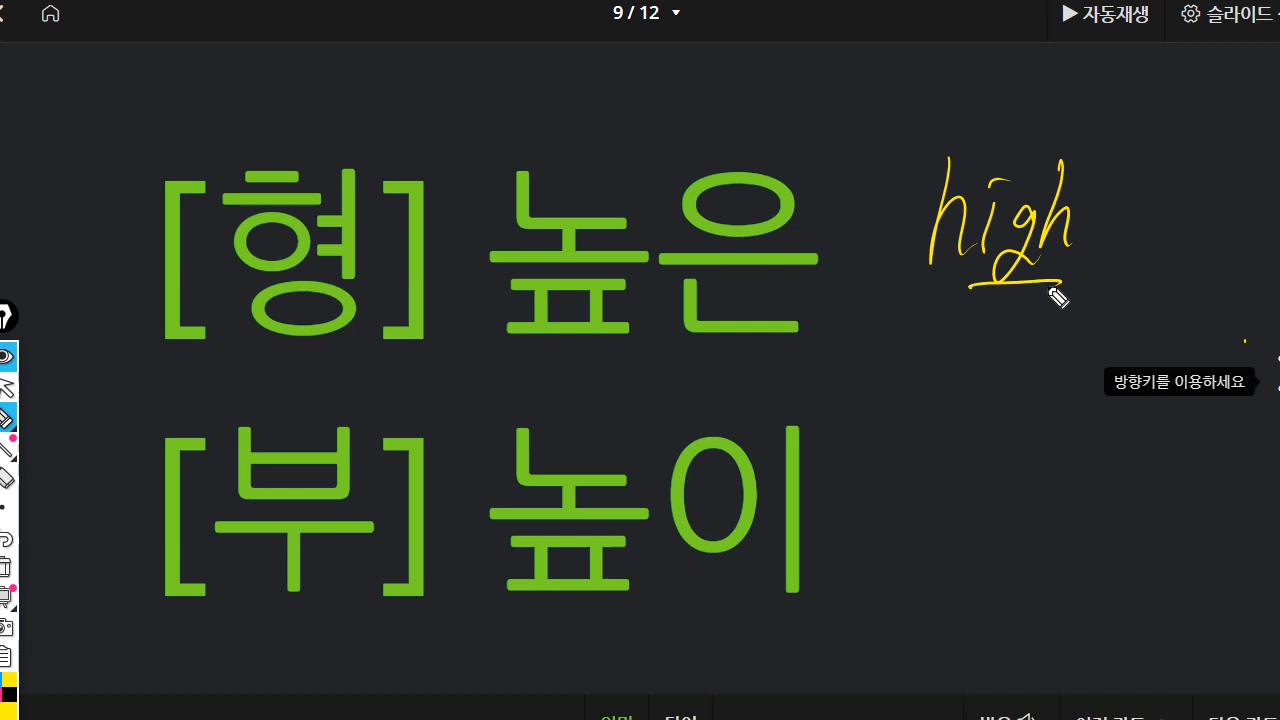 9 / 12
자동재생
슬라이드
[형] 높은
high
방향키를 이용하세요
[부] 높이